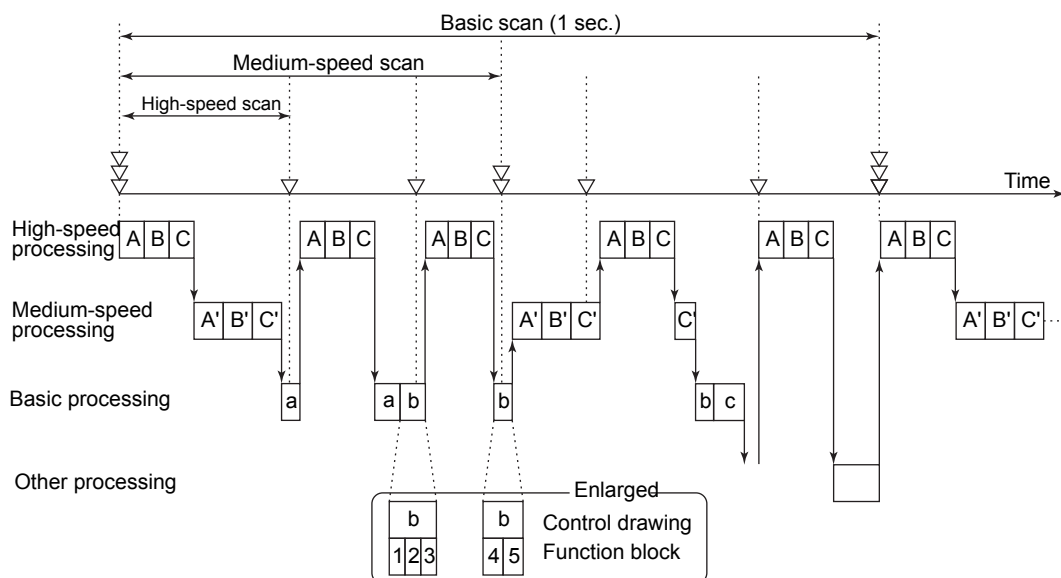 Basic scan (1 sec.)
Medium-speed scan
High-speed scan
Time
High-speed
processing
A B C A B C A B C A B C A B C A B C
Medium-speed
processing
A' B' C' A' B' C' C' A' B' C'
Basic processing
a a b b b c
Other processing
Enlarged
b b Control drawing
1 2 3 4 5 Function block